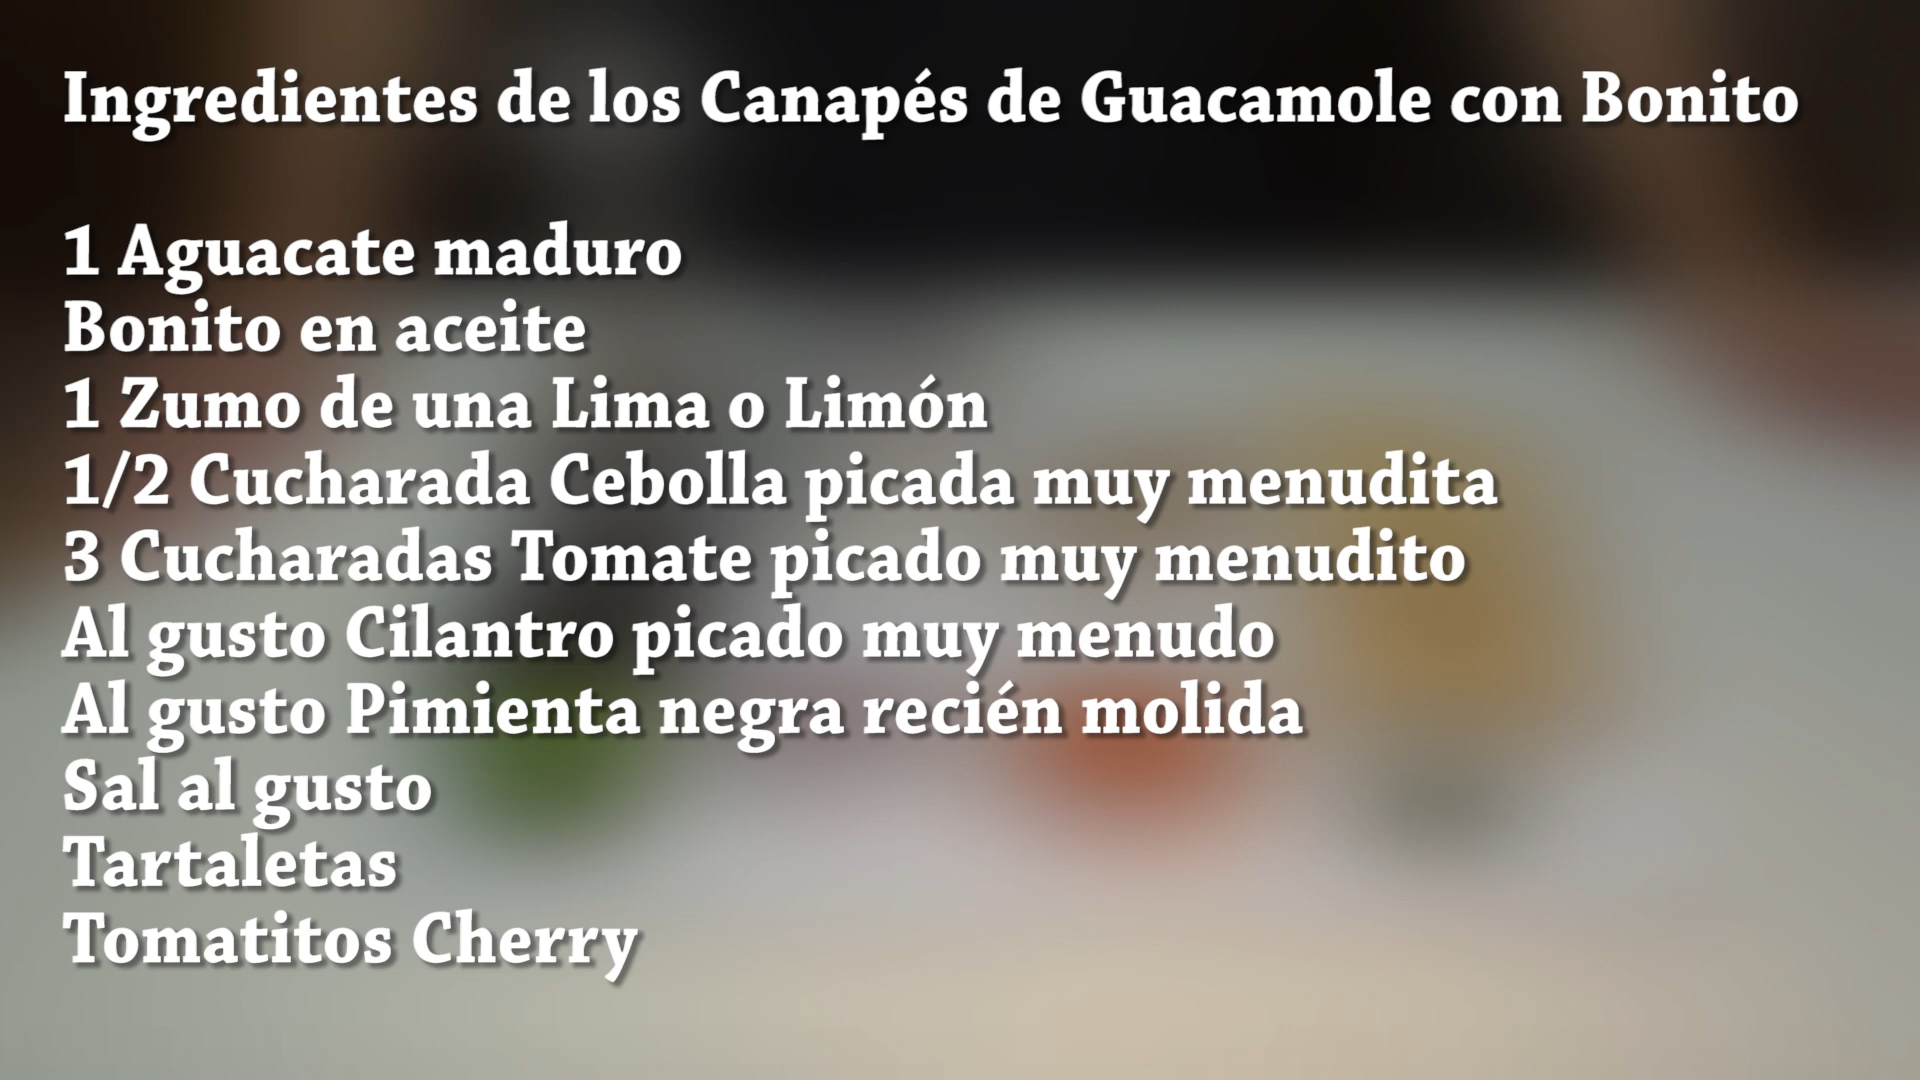 Ingredientes de los Canapés de Guacamole con Bonito
1 Aguacate maduro
Bonito en aceite
1 Zumo de una Lima o Limón
1/2 Cucharada Cebolla picada muy menudita
3 Cucharadas Tomate picado muy menudito
Al gusto Cilantro picado muy menudo
Al gusto Pimienta negra recién molida
Sal al gusto
Tartaletas
Tomatitos Cherry